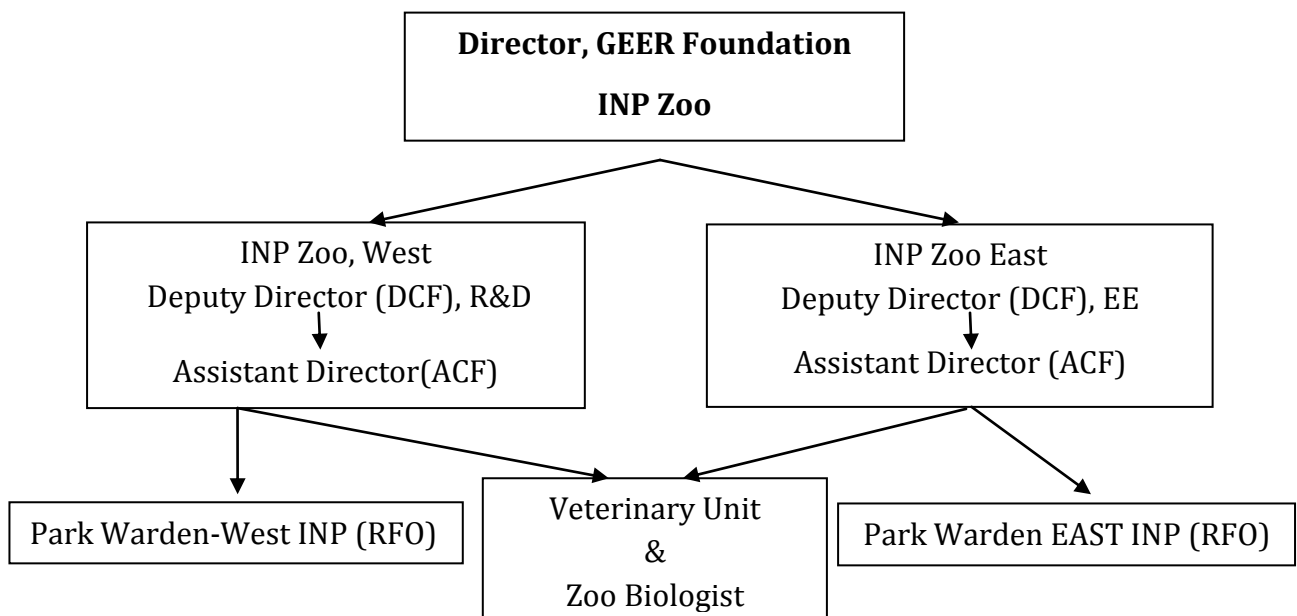 Director, GEER Foundation
INP Zoo
INP Zoo, West
Deputy Director (DCF), R&D
Assistant Director(ACF)
INP Zoo East
Deputy Director (DCF), EE
Assistant Director (ACF)
Park Warden-West INP (RFO)
Veterinary Unit
&
Zoo Biologist
Park Warden EAST INP (RFO)